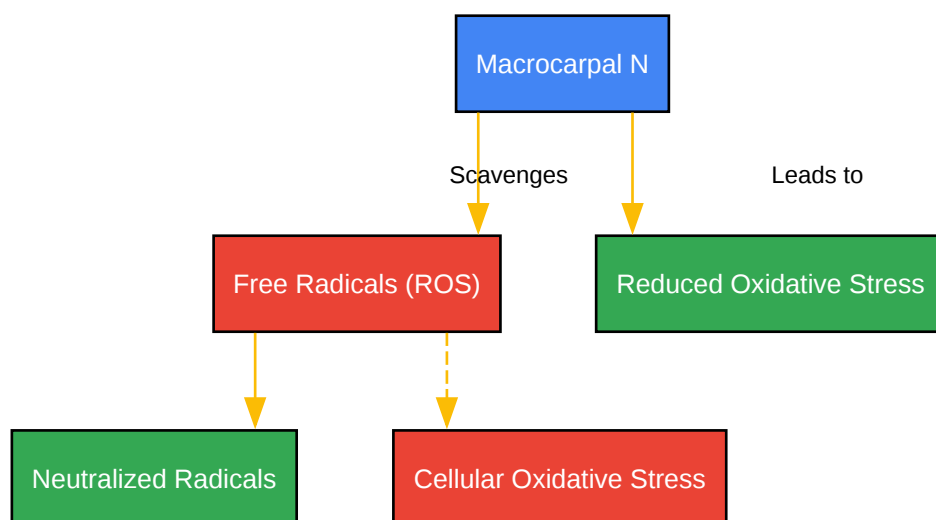 Macrocarpal N
Scavenges
Leads to
Free Radicals (ROS)
Reduced Oxidative Stress
Neutralized Radicals
Cellular Oxidative Stress